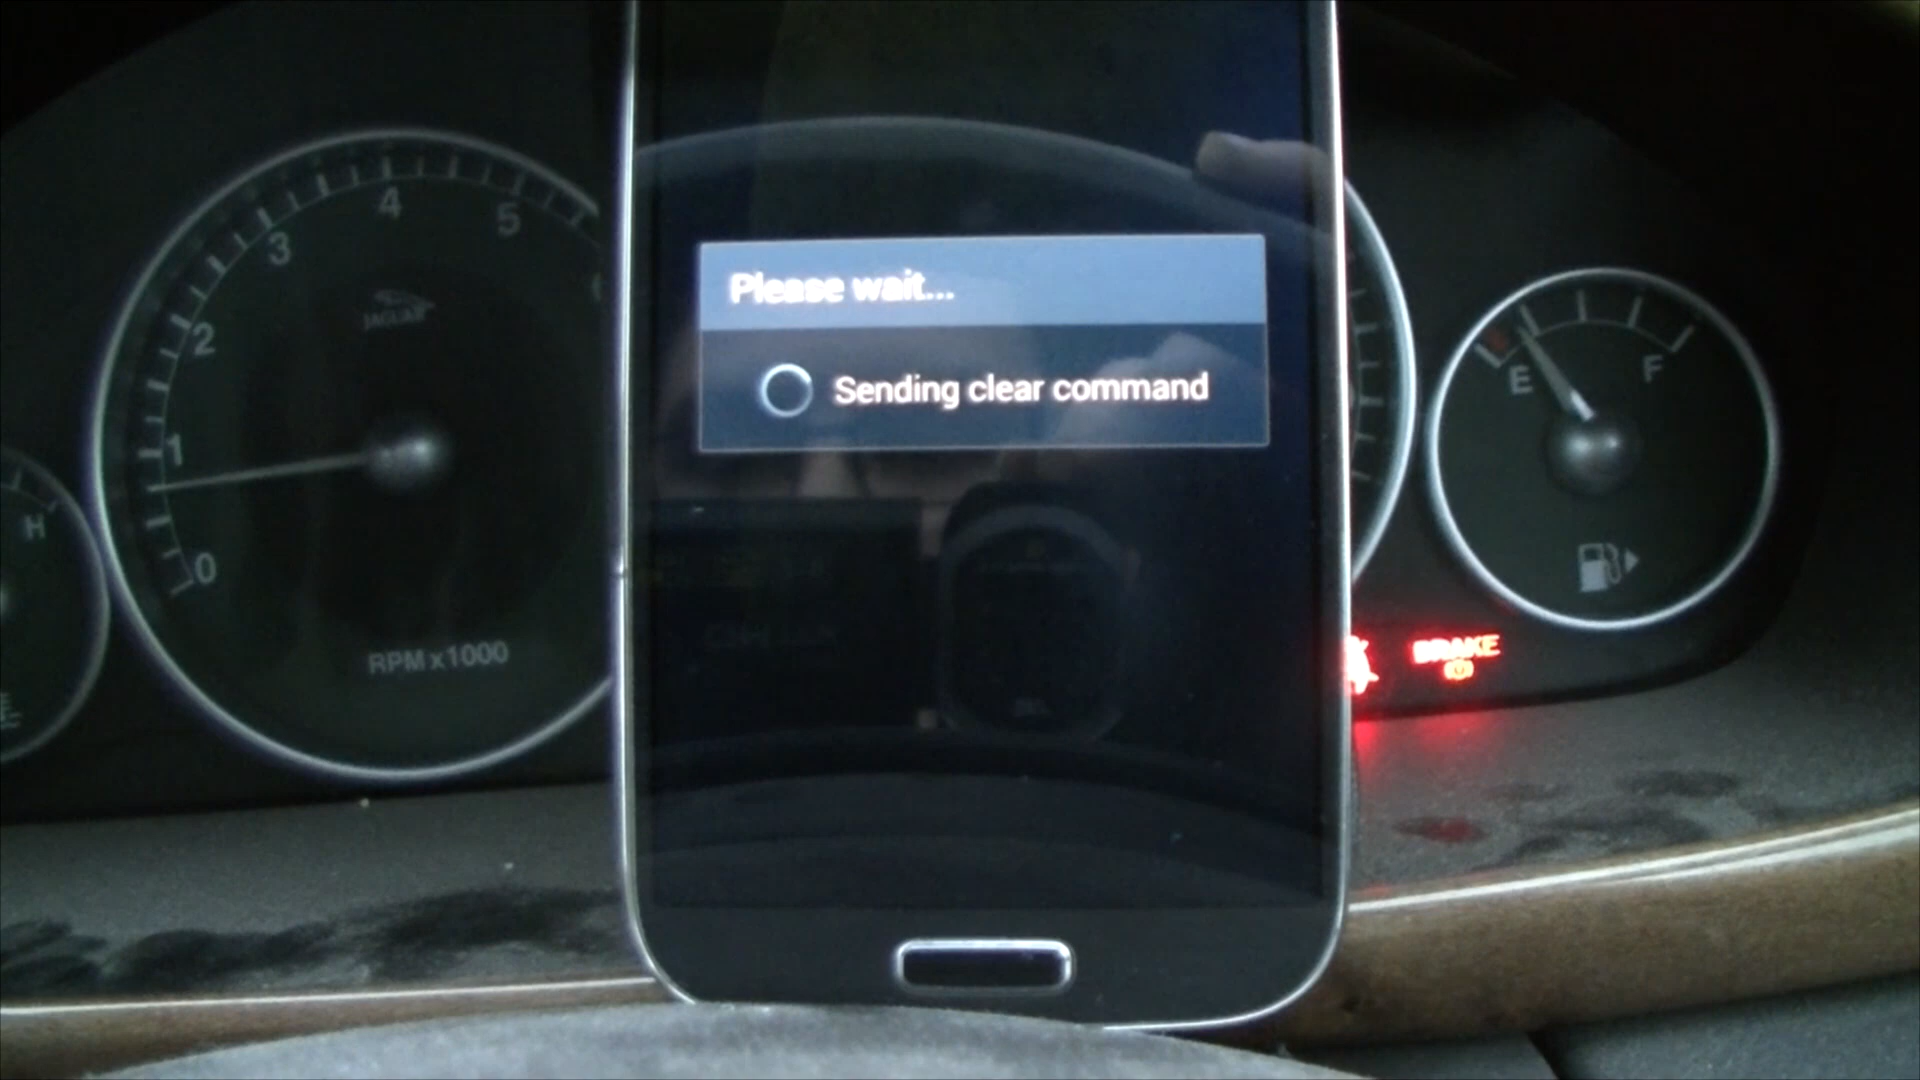 Please wait...
Sending clear command
0
1
2
3
4
5
JAGUAR
RPM x1000
H
E
F
BRAKE